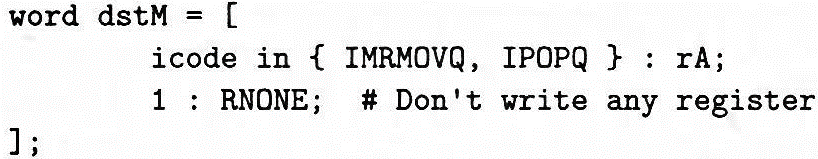 word dstM = [
        icode in { IMRMOVQ, IPOPQ } : rA;
        1 : RNONE;  # Don't write any register
];